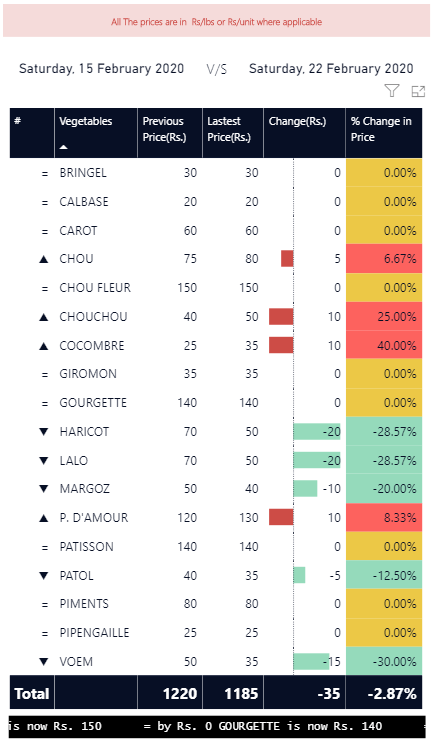 All The prices are in Rs/lbs or Rs/unit where applicable
Saturday, 15 February 2020 V/S Saturday, 22 February 2020
# Vegetables Previous Price(Rs.) Lastest Price(Rs.) Change(Rs.) % Change in Price
= BRINGEL 30 30 0 0.00%
= CALBASE 20 20 0 0.00%
= CAROT 60 60 0 0.00%
▲ CHOU 75 80 5 6.67%
= CHOU FLEUR 150 150 0 0.00%
▲ CHOUCHOU 40 50 10 25.00%
▲ COCOMBRE 25 35 10 40.00%
= GIROMON 35 35 0 0.00%
= GOURGETTE 140 140 0 0.00%
▼ HARICOT 70 50 -20 -28.57%
▼ LALO 70 50 -20 -28.57%
▼ MARGOZ 50 40 -10 -20.00%
▲ P. D'AMOUR 120 130 10 8.33%
= PATISSON 140 140 0 0.00%
▼ PATOL 40 35 -5 -12.50%
= PIMENTS 80 80 0 0.00%
= PIPENGAILLE 25 25 0 0.00%
▼ VOEM 50 35 -15 -30.00%
Total 1220 1185 -35 -2.87%
is now Rs. 150 = by Rs. 0 GOURGETTE is now Rs. 140 =